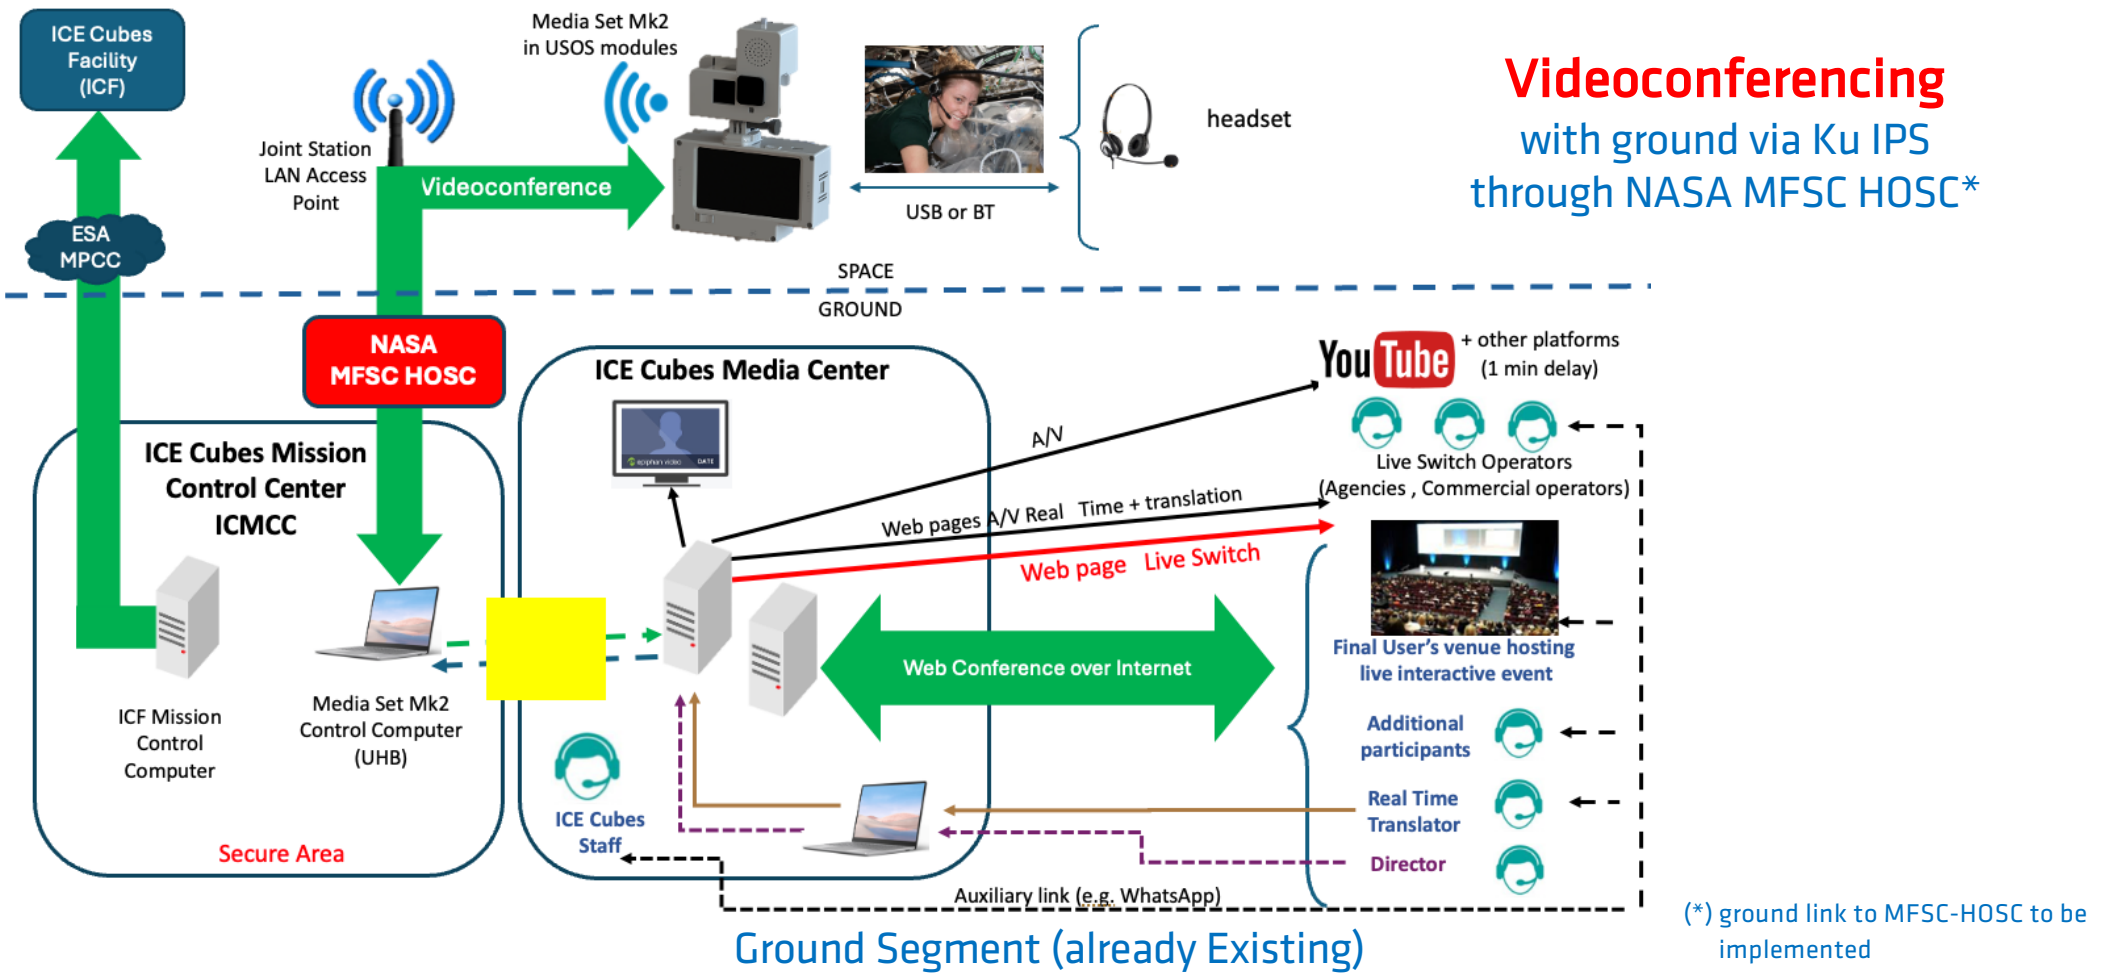 ICE Cubes
Facility
(ICF)
Media Set Mk2
in USOS modules
Joint Station
LAN Access
Point
Videoconference
USB or BT
headset
Videoconferencing
with ground via Ku IPS
through NASA MFSC HOSC*
ESA
MPCC
SPACE
GROUND
NASA
MFSC HOSC
ICE Cubes Mission
Control Center
ICMCC
ICF Mission
Control
Computer
Media Set Mk2
Control Computer
(UHB)
Secure Area
ICE Cubes Media Center
epiphan video DATE
A/V
Web pages A/V Real Time + translation
Web page Live Switch
Web Conference over Internet
ICE Cubes
Staff
YouTube
+ other platforms
(1 min delay)
Live Switch Operators
(Agencies , Commercial operators)
Final User's venue hosting
live interactive event
Additional
participants
Real Time
Translator
Director
Auxiliary link (e.g. WhatsApp)
Ground Segment (already Existing)
(*) ground link to MFSC-HOSC to be
implemented